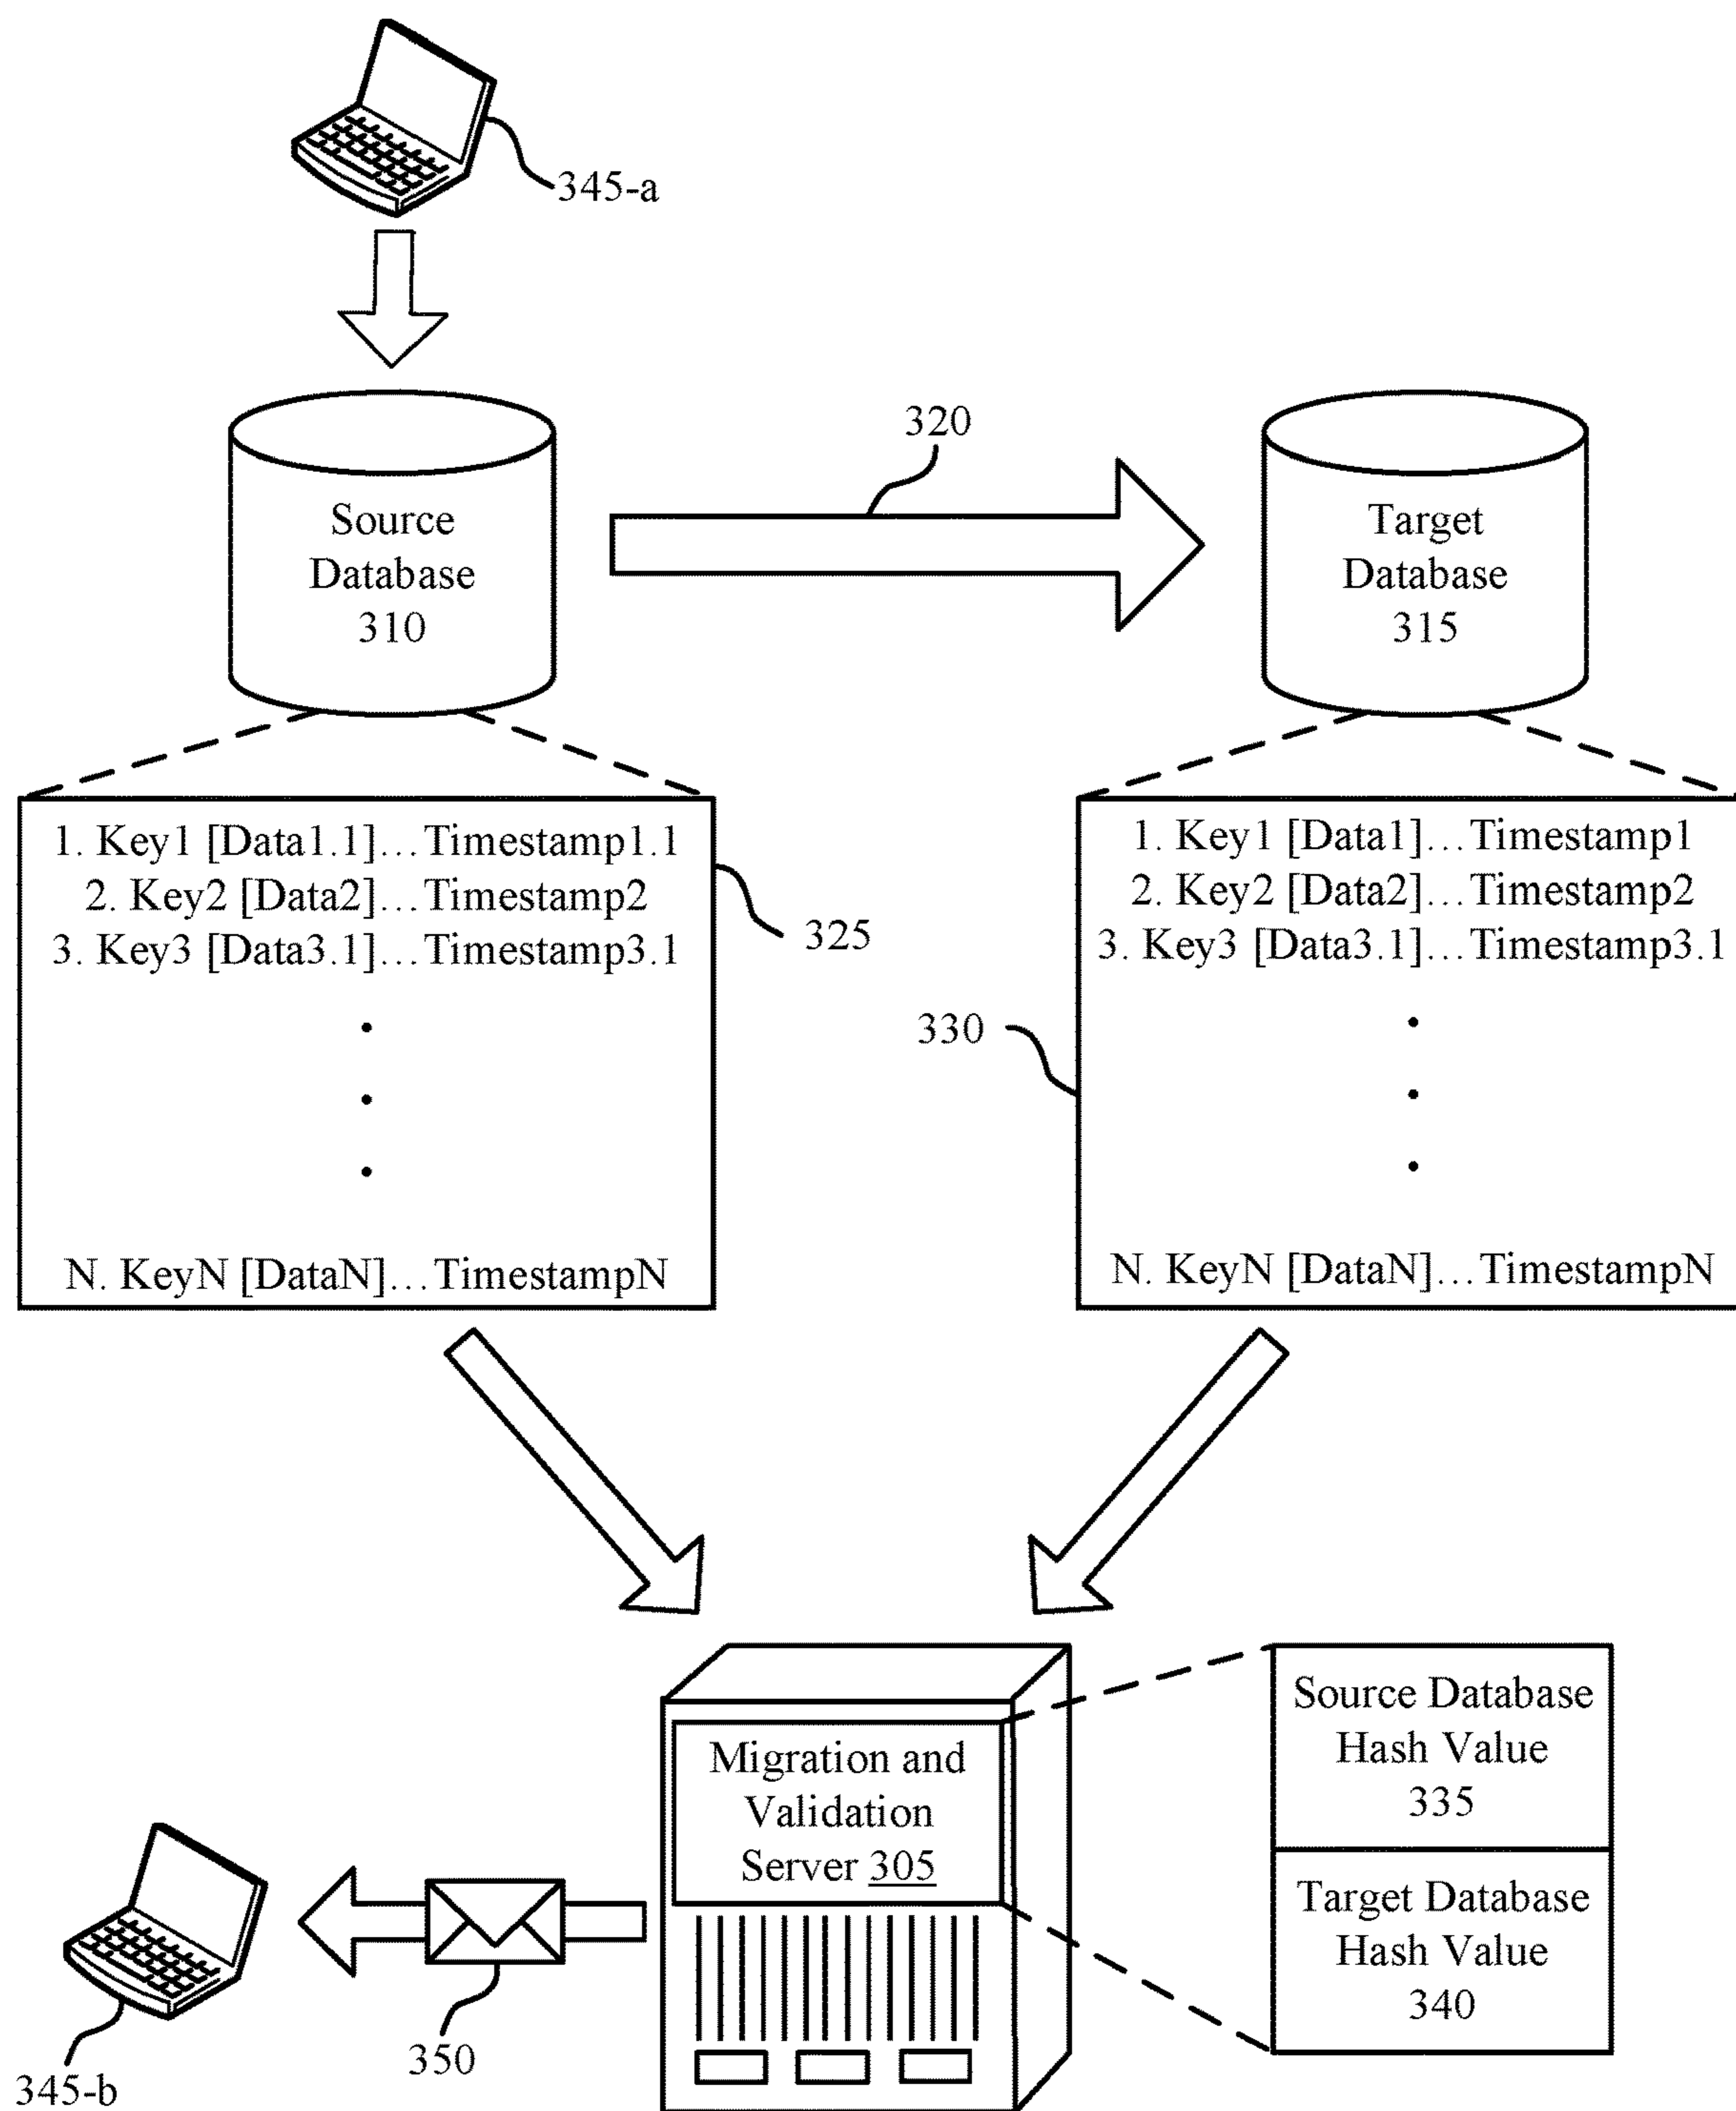 345-a
320
Source
Database
310
Target
Database
315
1. Key1 [Data1.1]...Timestamp1.1
2. Key2 [Data2]...Timestamp2
3. Key3 [Data3.1]...Timestamp3.1
N. KeyN [DataN]...TimestampN
325
1. Key1 [Data1]...Timestamp1
2. Key2 [Data2]...Timestamp2
3. Key3 [Data3.1]...Timestamp3.1
N. KeyN [DataN]...TimestampN
330
Migration and
Validation
Server 305
Source Database
Hash Value
335
Target Database
Hash Value
340
350
345-b